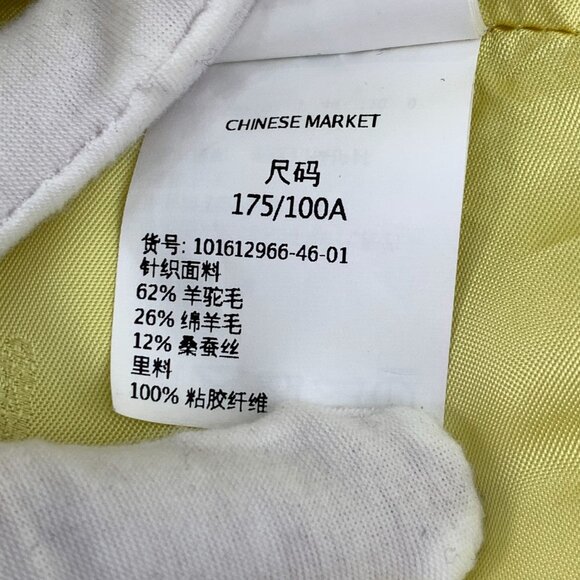 CHINESE MARKET
尺码
175/100A
货号: 101612966-46-01
针织面料
62% 羊驼毛
26% 绵羊毛
12% 桑蚕丝
里料
100% 粘胶纤维